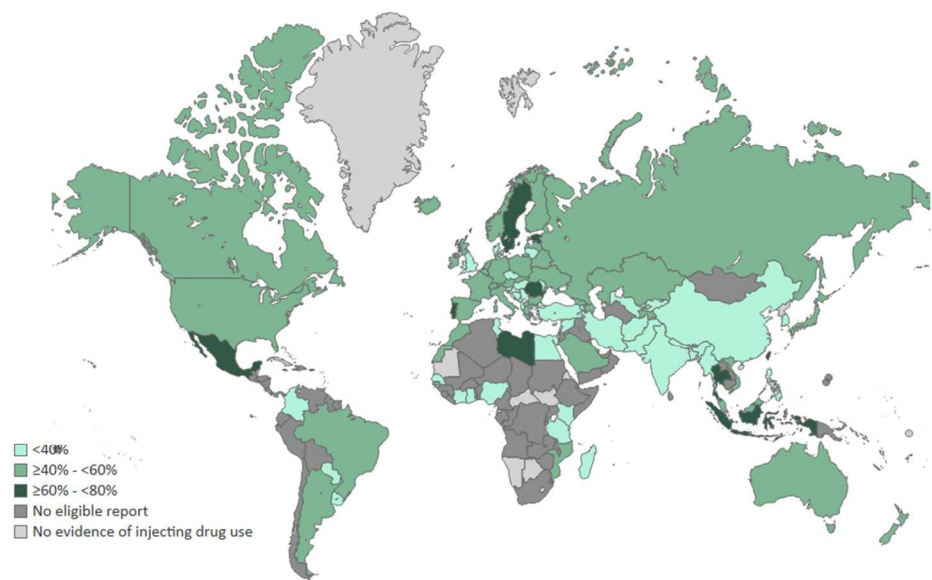 <40%
≥40% - <60%
≥60% - <80%
No eligible report
No evidence of injecting drug use